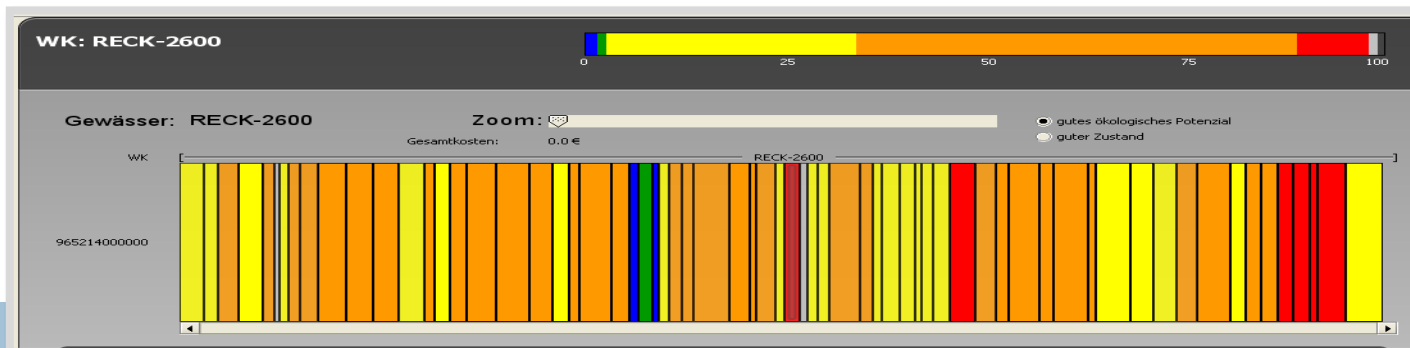 WK: RECK-2600
0 25 50 75 100
Gewässer: RECK-2600 Zoom:
gutes ökologisches Potenzial
Gesamtkosten: 0.0 €
guter Zustand
WK [ RECK-2600 ]
965214000000